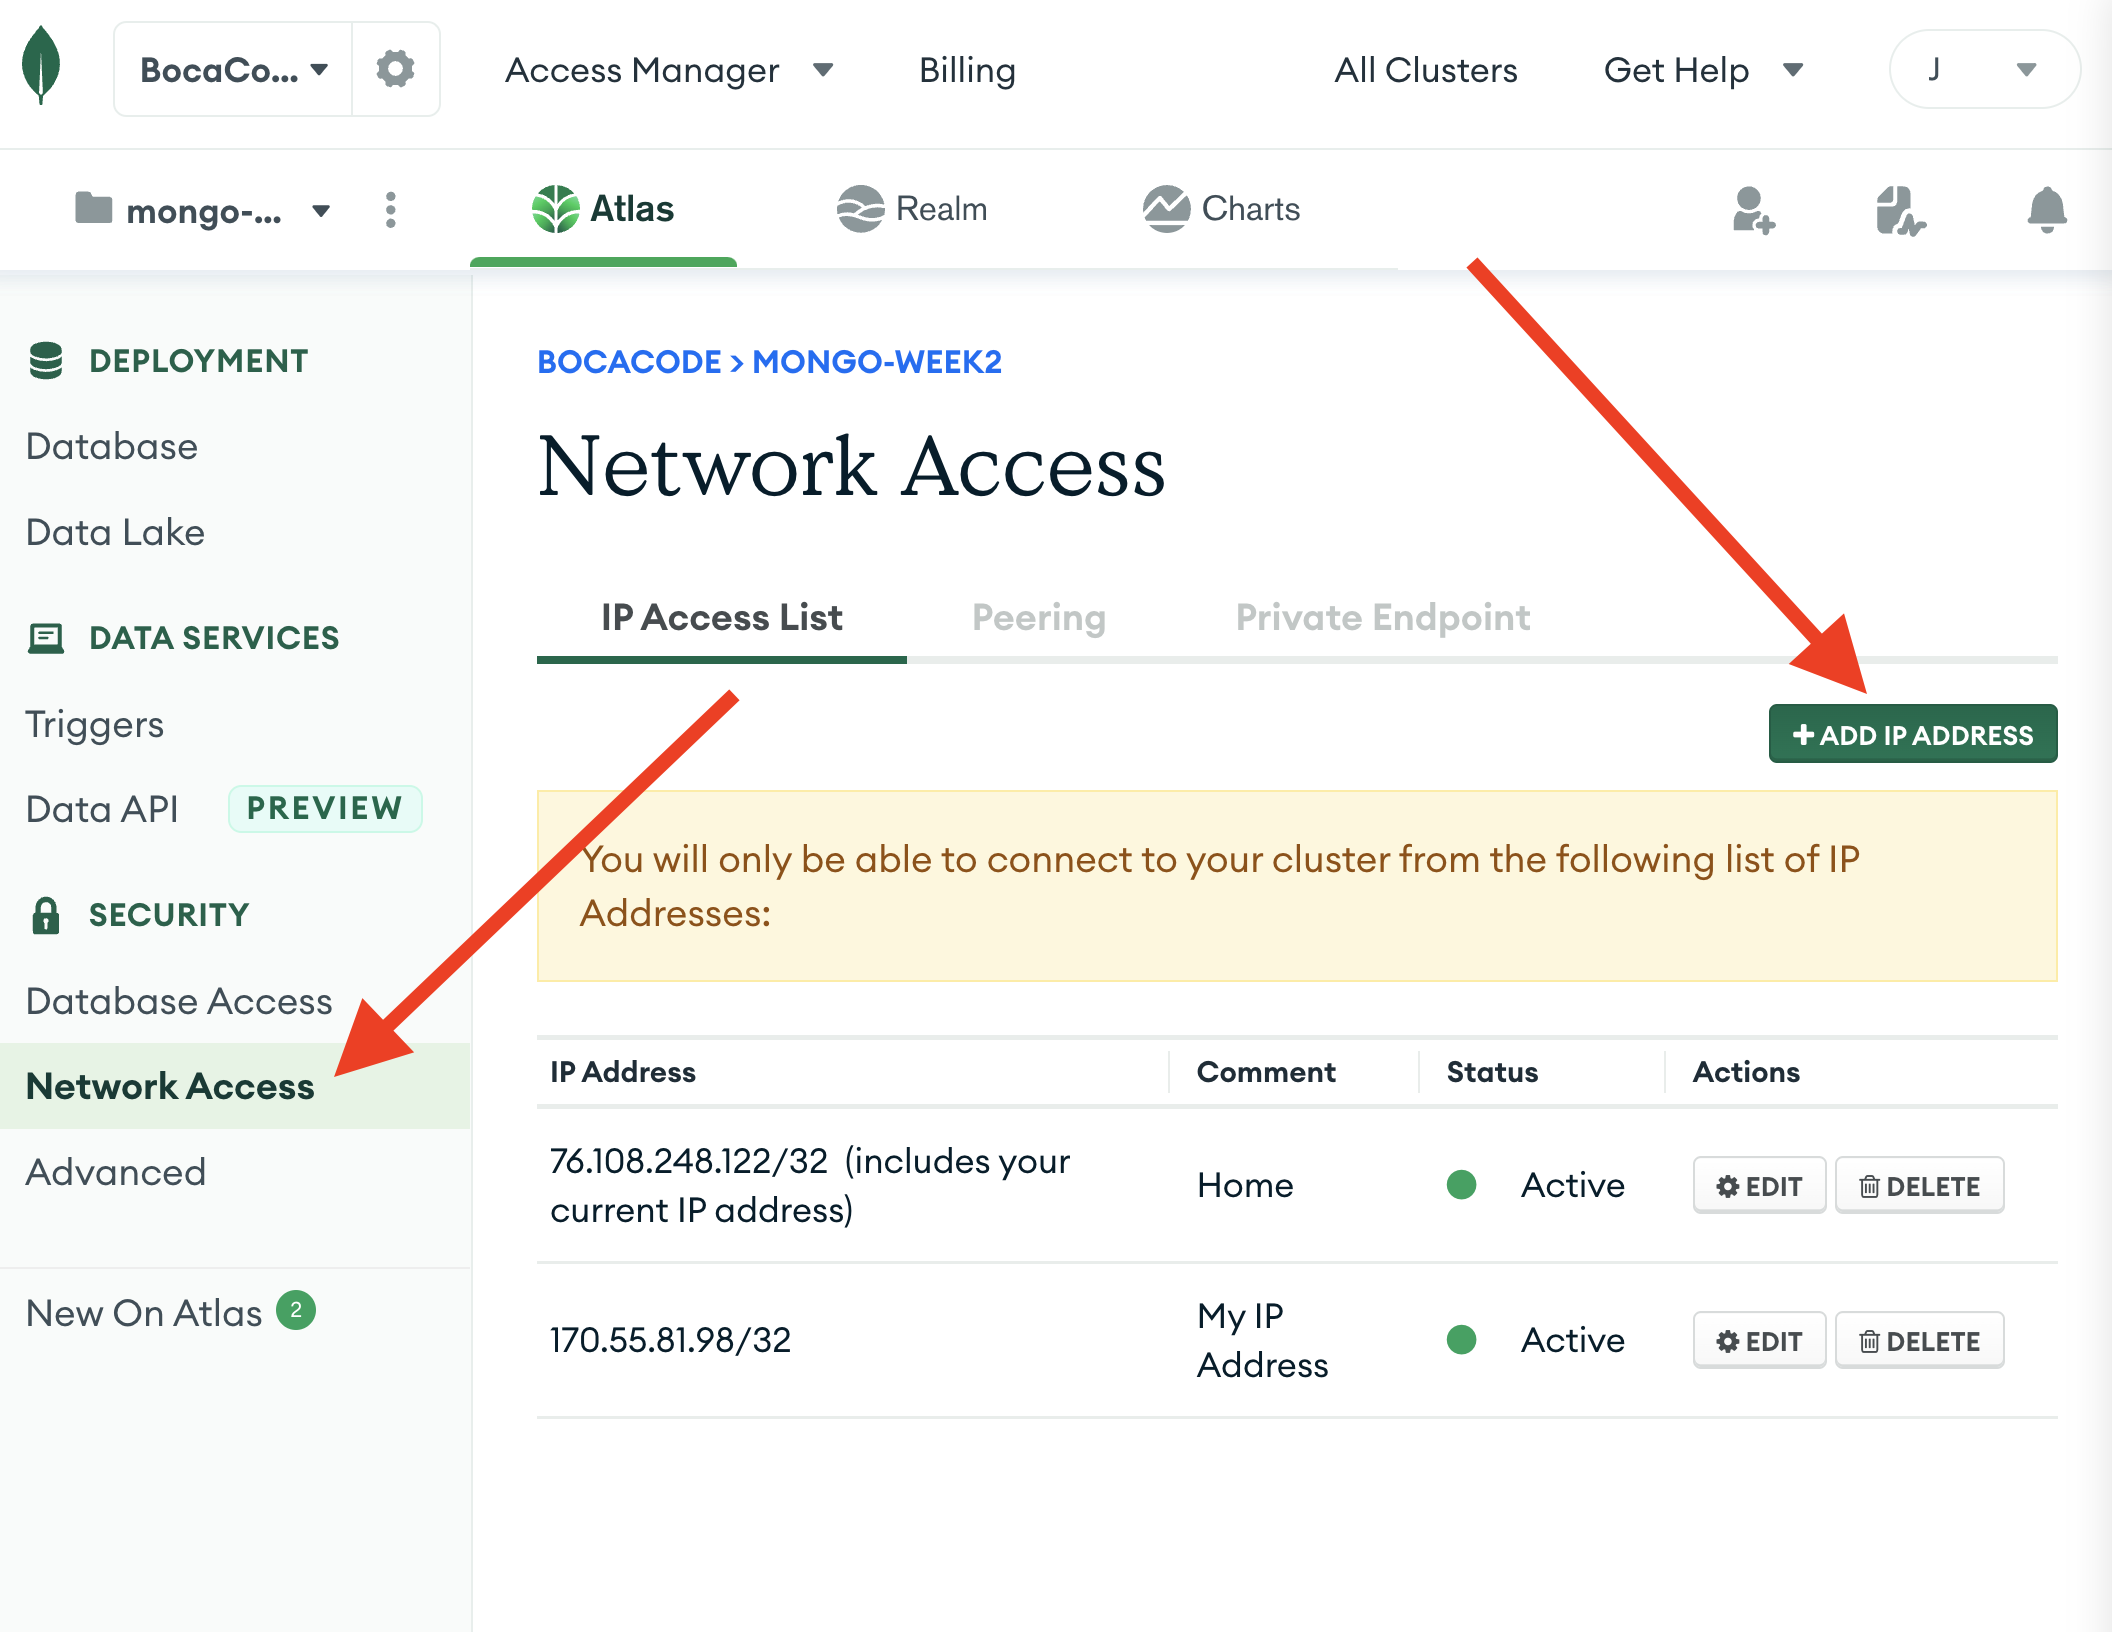 BocaCo...
Access Manager
Billing
All Clusters
Get Help
J
mongo-...
Atlas
Realm
Charts
DEPLOYMENT
Database
Data Lake
DATA SERVICES
Triggers
Data API PREVIEW
SECURITY
Database Access
Network Access
Advanced
New On Atlas 2
BOCACODE > MONGO-WEEK2
Network Access
IP Access List
Peering
Private Endpoint
+ ADD IP ADDRESS
You will only be able to connect to your cluster from the following list of IP
Addresses:
IP Address Comment Status Actions
76.108.248.122/32 (includes your
current IP address)
Home
Active
EDIT
DELETE
170.55.81.98/32
My IP
Address
Active
EDIT
DELETE